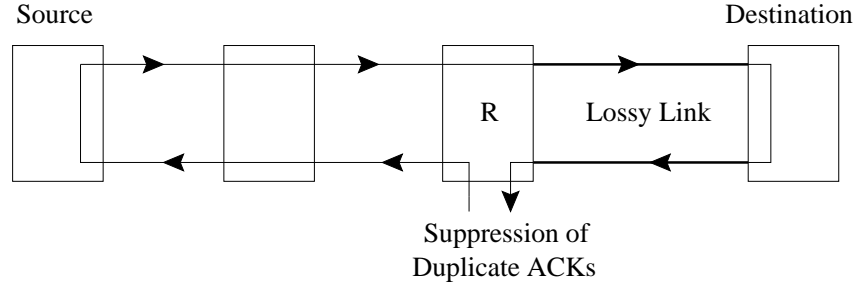 Source
Destination
R
Lossy Link
Suppression of
Duplicate ACKs